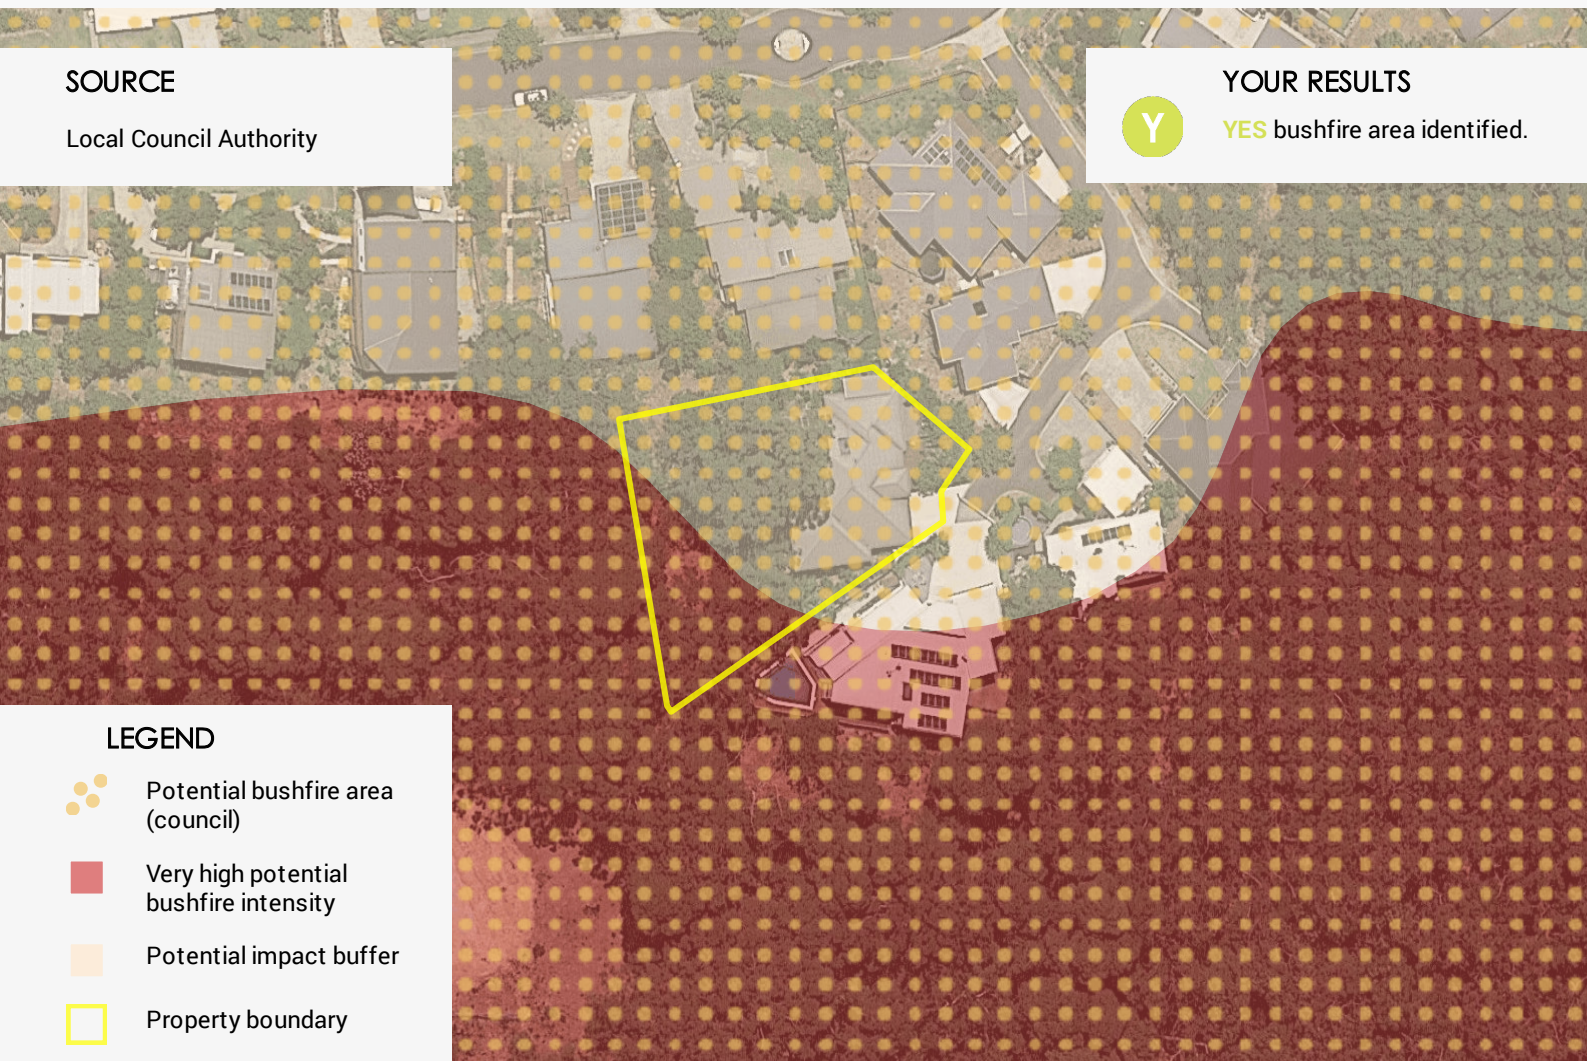 SOURCE
Local Council Authority
YOUR RESULTS
Y
YES bushfire area identified.
LEGEND
Potential bushfire area
(council)
Very high potential
bushfire intensity
Potential impact buffer
Property boundary